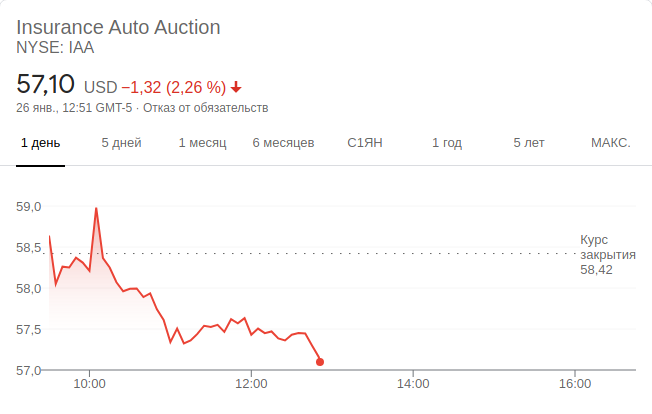 Insurance Auto Auction
NYSE: IAA
57,10 USD −1,32 (2,26 %)
26 янв., 12:51 GMT-5 · Отказ от обязательств
1 день 5 дней 1 месяц 6 месяцев С1ЯН 1 год 5 лет МАКС.
59,0
58,5
58,0
57,5
57,0
Курс
закрытия
58,42
10:00 12:00 14:00 16:00